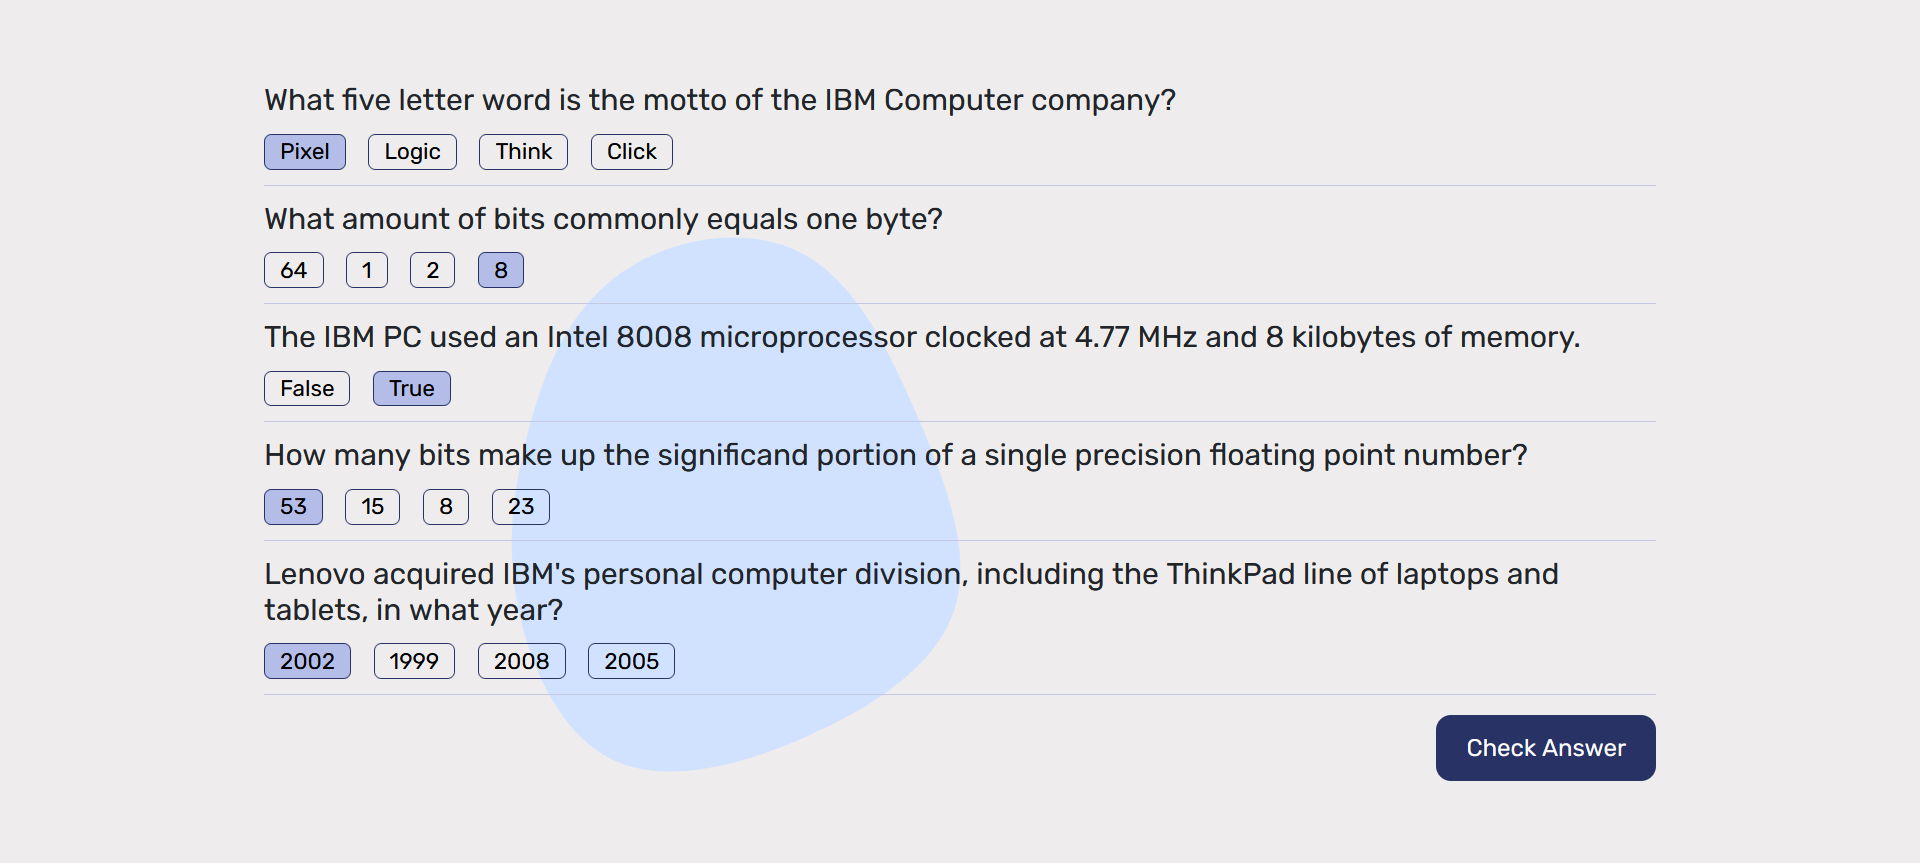 What five letter word is the motto of the IBM Computer company?
Pixel Logic Think Click
What amount of bits commonly equals one byte?
64 1 2 8
The IBM PC used an Intel 8008 microprocessor clocked at 4.77 MHz and 8 kilobytes of memory.
False True
How many bits make up the significand portion of a single precision floating point number?
53 15 8 23
Lenovo acquired IBM's personal computer division, including the ThinkPad line of laptops and
tablets, in what year?
2002 1999 2008 2005
Check Answer